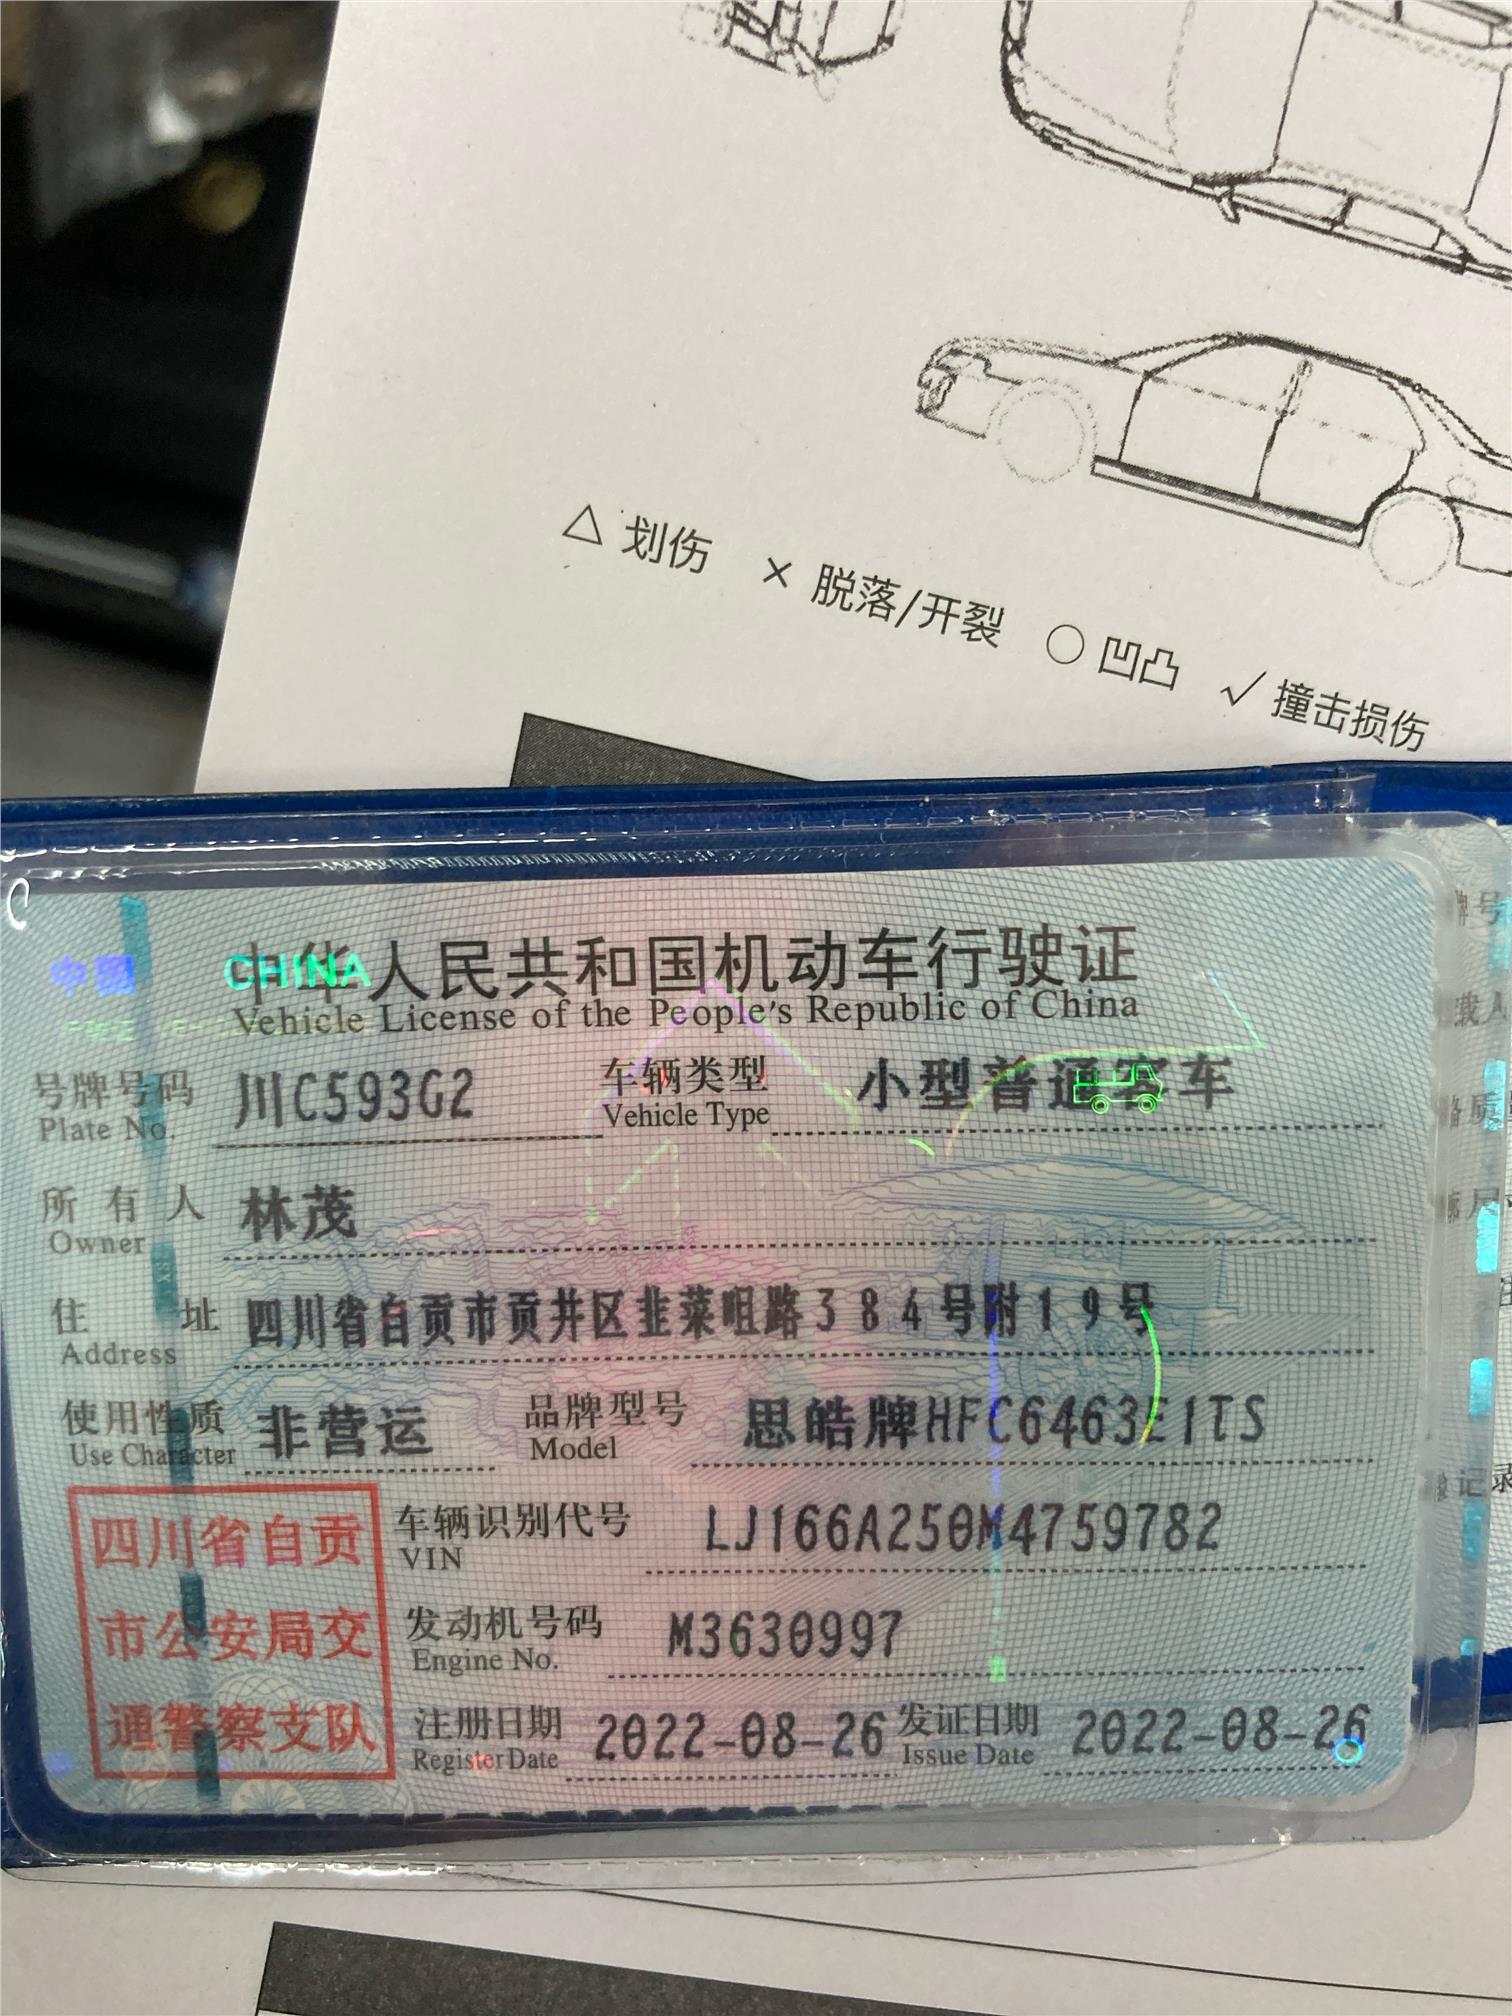 △ 划伤 × 脱落/开裂 ○ 凹凸 √ 撞击损伤
中国 CHINA
中华人民共和国机动车行驶证
Vehicle License of the People's Republic of China
号牌号码 川C593G2 车辆类型 小型普通客车
Plate No. Vehicle Type
所有人 林茂
Owner
住址 四川省自贡市贡井区韭菜咀路384号附19号
Address
使用性质 非营运 品牌型号 思皓牌HFC6463E1TS
Use Character Model
四川省自贡
市公安局交
通警察支队
车辆识别代号 LJ166A250M4759782
VIN
发动机号码 M3630997
Engine No.
注册日期 2022-08-26 发证日期 2022-08-26
Register Date Issue Date